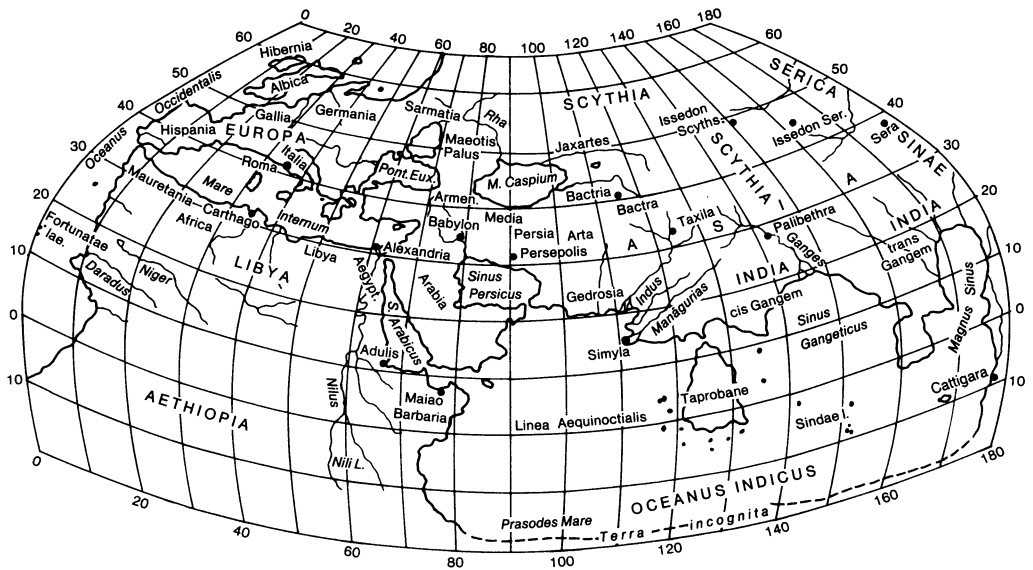 0
20
40
60
80
100
120
140
160
180
60
50
40
30
20
10
0
10
60
50
40
30
20
10
0
10
Hibernia
Albica
Occidentalis
Oceanus
Gallia
Germania
Sarmatia
Rha
SCYTHIA
SERICA
Issedon
Scyths.
Issedon Ser.
Sera
SINAE
Hispania
EUROPA
Italia
Roma
Maeotis
Palus
Jaxartes
SCYTHIA I
Pont.Eux.
M. Caspium
Armen.
Bactria
Bactra
Mare
Internum
Mauretania
Carthago
Africa
Libya
Media
Babylon
Persia
Arta
Persepolis
A S I A
Taxila
Palibethra
Ganges
INDIA
trans
Gangem
Fortunatae
Iae.
Daradus
Niger
LIBYA
Alexandria
Aegypt.
S. Arabicus
Arabia
Sinus
Persicus
Gedrosia
Indus
Manágurias
INDIA
cis Gangem
Sinus
Gangeticus
Magnus Sinus
Simyla
Adulis
Maiao
Barbaria
Nilus
Nili L.
AETHIOPIA
Taprobane
Linea Aequinoctialis
Sindae I.
Cattigara
OCEANUS INDICUS
Prasodes Mare
Terra incognita
0
20
40
60
80
100
120
140
160
180